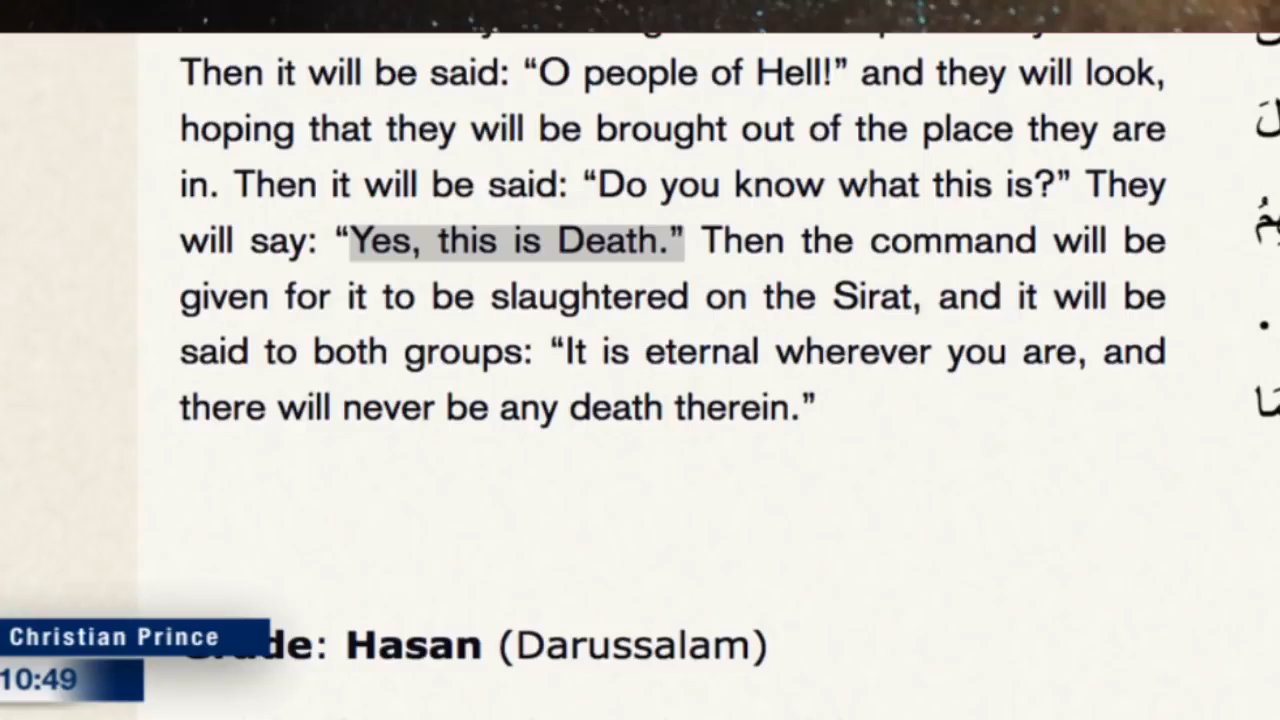 Then it will be said: “O people of Hell!” and they will look,
hoping that they will be brought out of the place they are
in. Then it will be said: “Do you know what this is?” They
will say: “Yes, this is Death.” Then the command will be
given for it to be slaughtered on the Sirat, and it will be
said to both groups: “It is eternal wherever you are, and
there will never be any death therein.”
Christian Prince
Hasan (Darussalam)
10:49